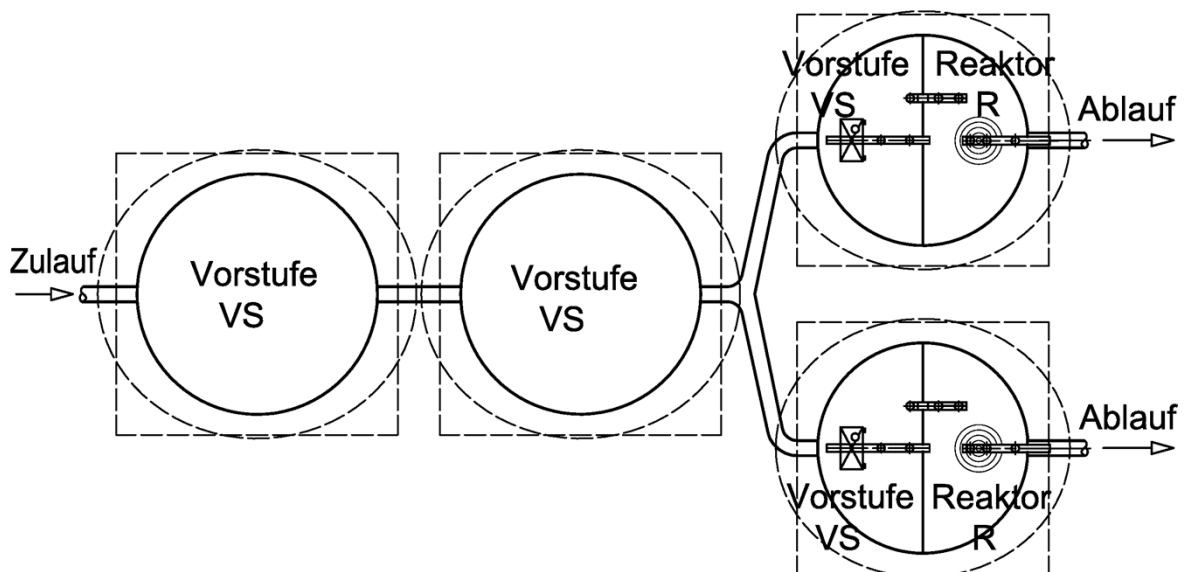 Zulauf
Vorstufe
VS
Vorstufe
VS
Vorstufe
VS
Reaktor
R
Ablauf
Vorstufe
VS
Reaktor
R
Ablauf